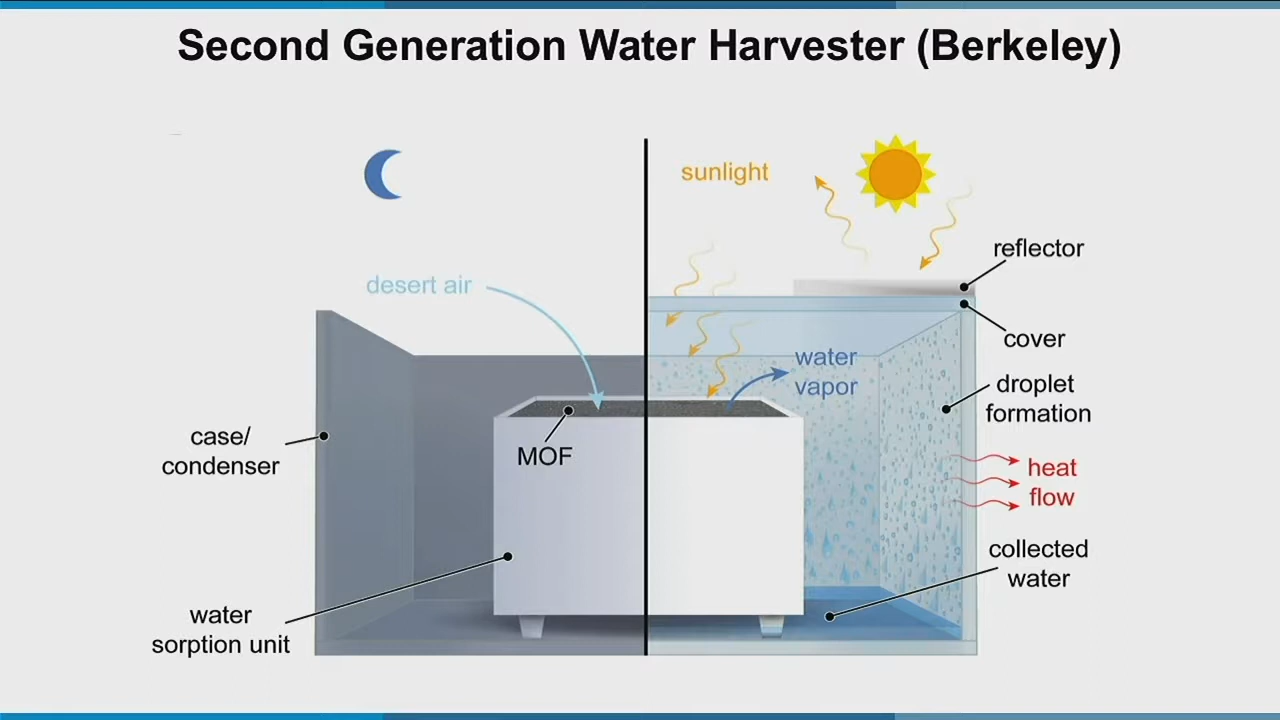 Second Generation Water Harvester (Berkeley)
sunlight
reflector
desert air
cover
water
vapor
droplet
formation
case/
condenser
MOF
heat
flow
collected
water
water
sorption unit